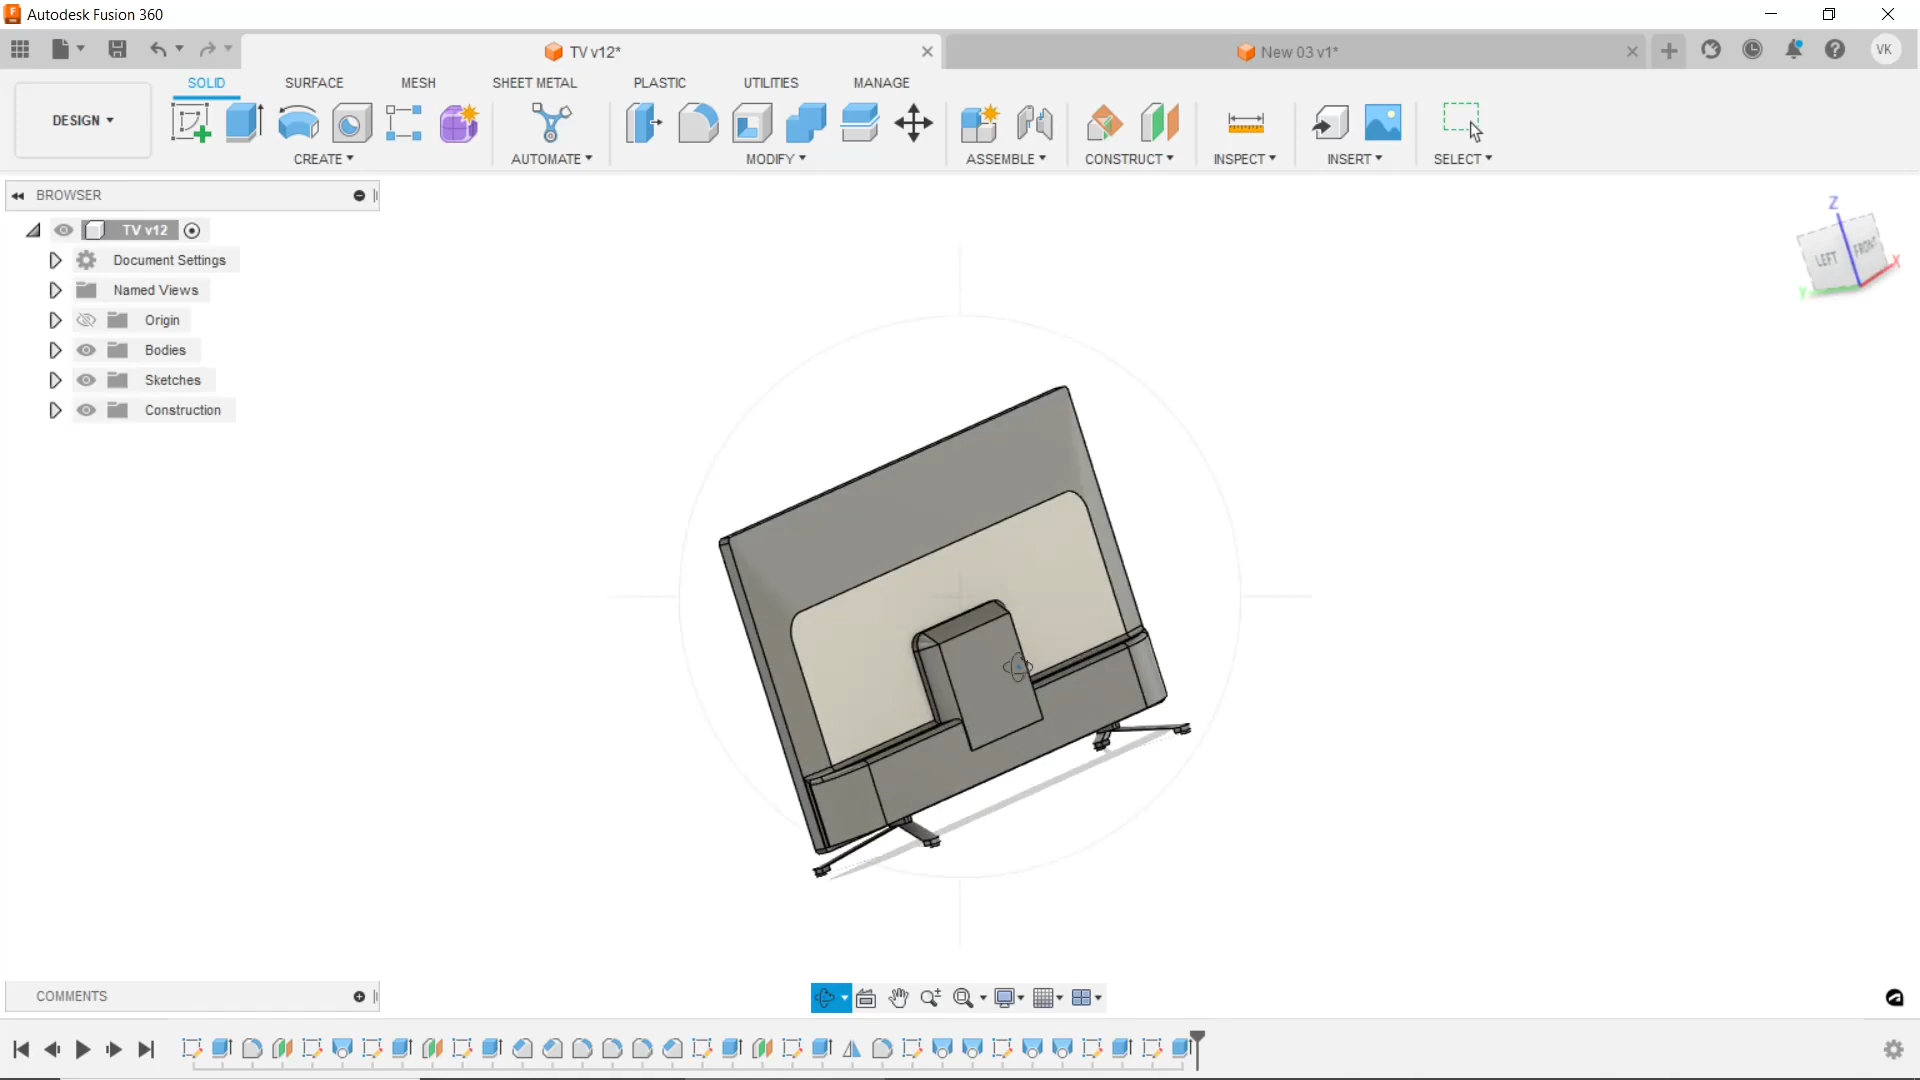 Autodesk Fusion 360
TV v12*
New 03 v1*
VK
SOLID
SURFACE
MESH
SHEET METAL
PLASTIC
UTILITIES
MANAGE
DESIGN
CREATE
AUTOMATE
MODIFY
ASSEMBLE
CONSTRUCT
INSPECT
INSERT
SELECT
BROWSER
TV v12
Document Settings
Named Views
Origin
Bodies
Sketches
Construction
Z
LEFT
FRONT
X
Y
COMMENTS